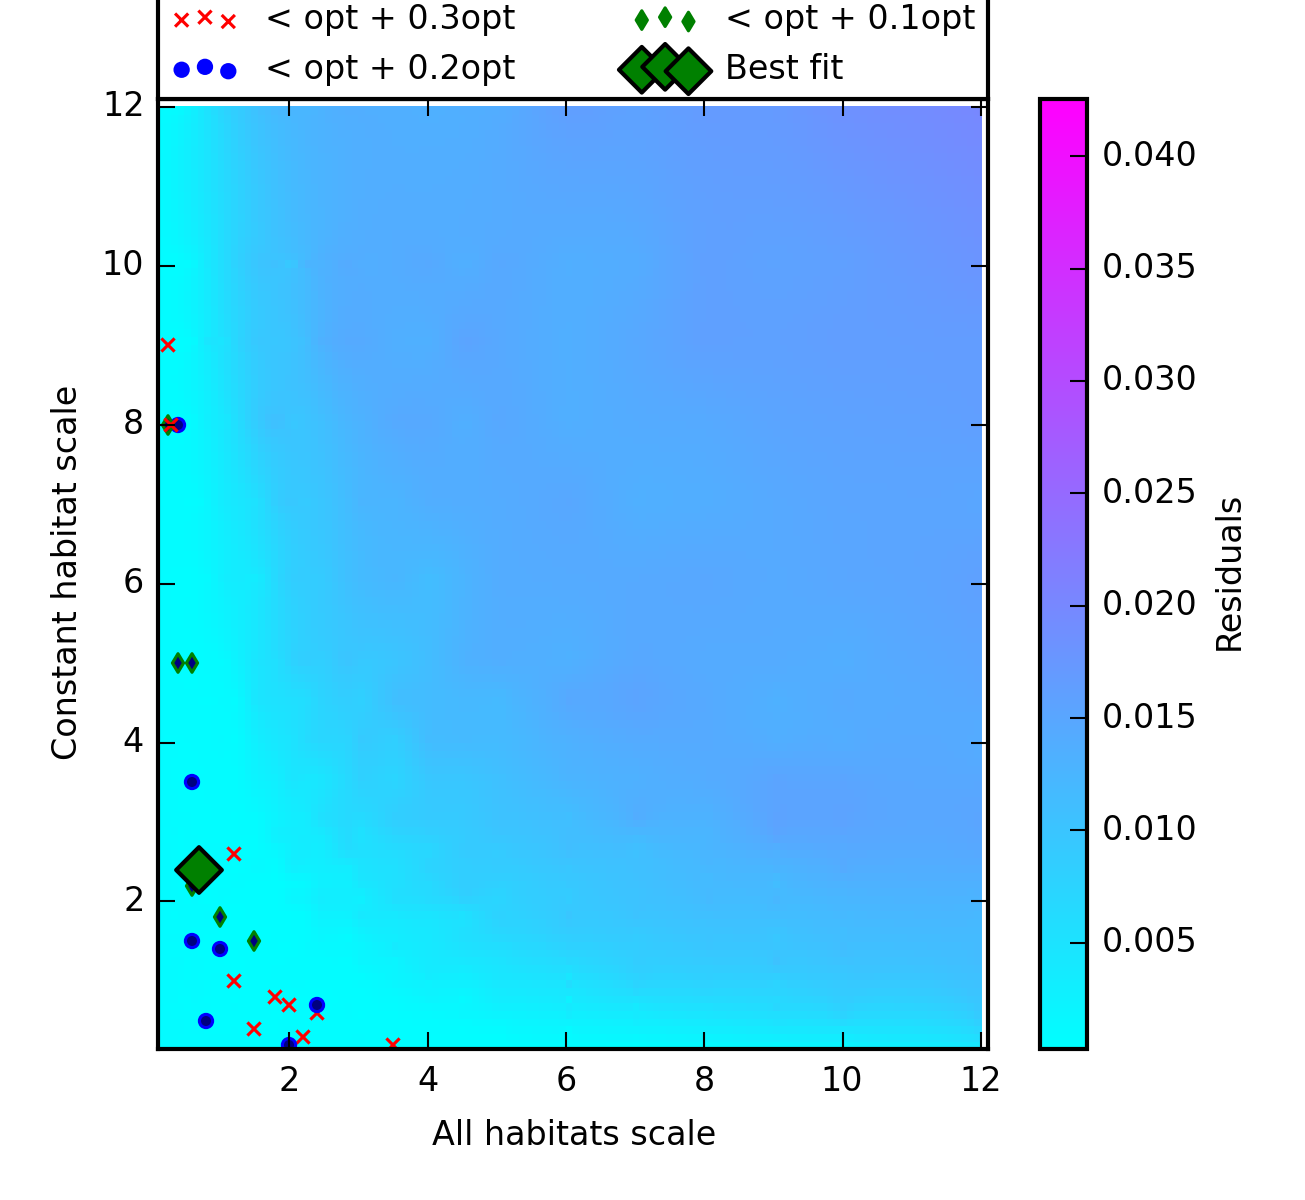 < opt + 0.3opt < opt + 0.1opt
< opt + 0.2opt Best fit
12
10
8
6
4
2
Constant habitat scale
2 4 6 8 10 12
All habitats scale
0.040
0.035
0.030
0.025
0.020
0.015
0.010
0.005
Residuals